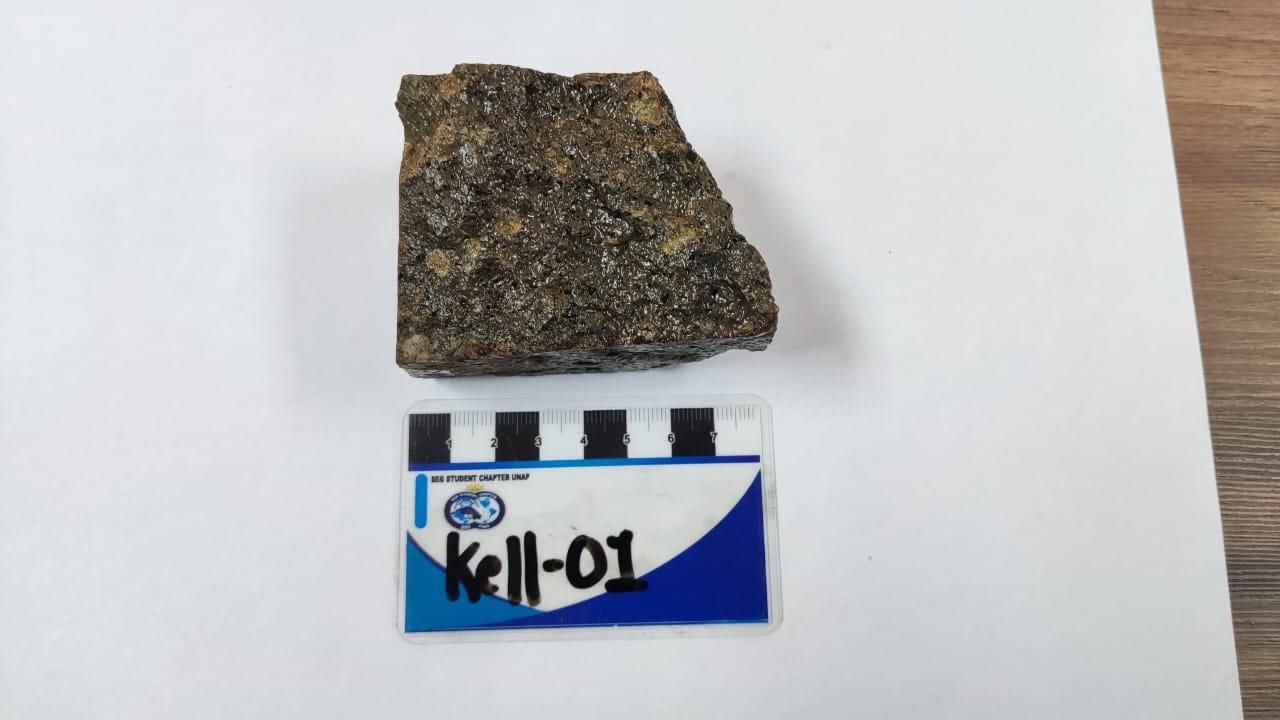 1 2 3 4 5 6 7
SEG STUDENT CHAPTER UNAP
Kell-01